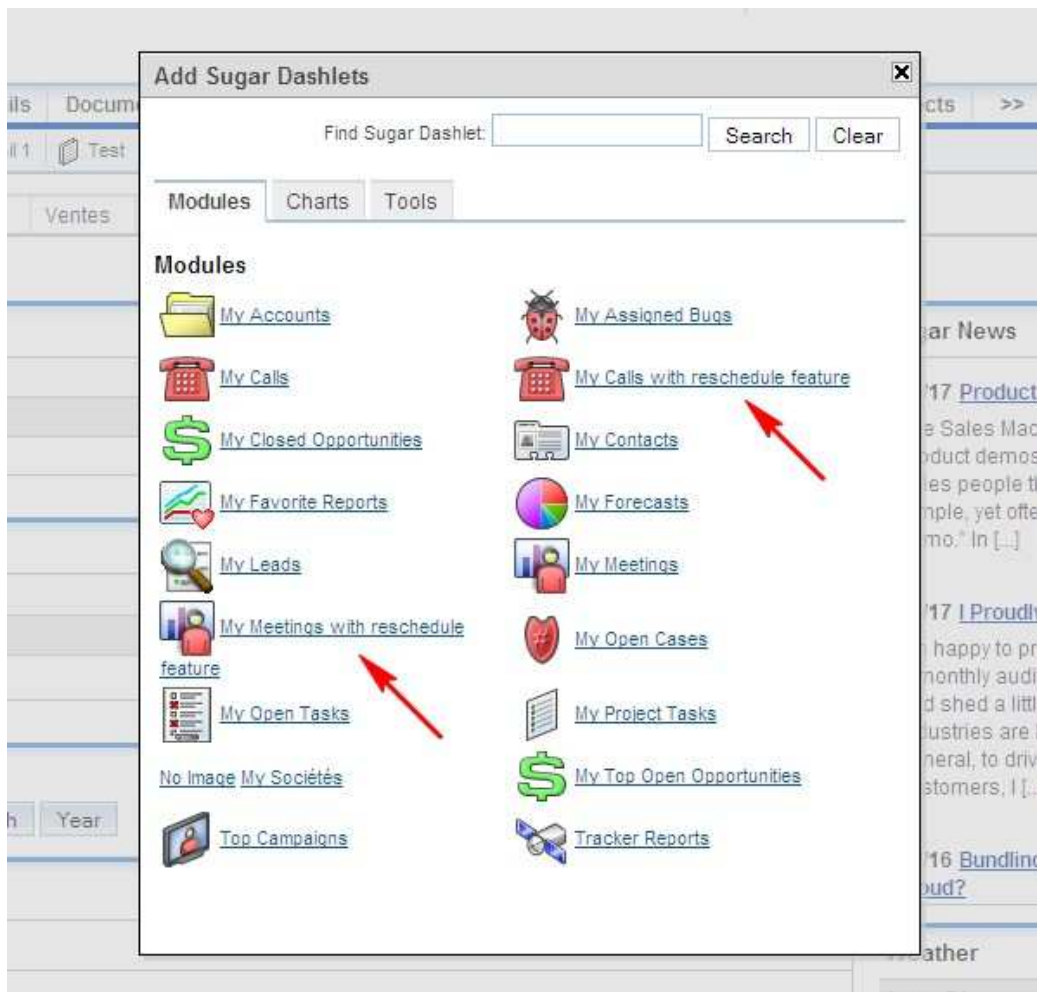 Add Sugar Dashlets
ils Docum
cts >>
Find Sugar Dashlet:
Search Clear
Test
Modules Charts Tools
Ventes
Modules
My Accounts
My Assigned Bugs
ar News
My Calls
My Calls with reschedule feature
'17 Product
e Sales Mac
My Closed Opportunities
My Contacts
oduct demos
es people t
My Favorite Reports
My Forecasts
mple, yet ofte
mo." In [...]
My Leads
My Meetings
'17 I Proudly
My Meetings with reschedule
feature
My Open Cases
happy to pr
monthly audi
d shed a littl
My Open Tasks
My Project Tasks
dustries are
neral, to driv
No Image My Sociétés
My Top Open Opportunities
stomers, I [..
h Year
Top Campaigns
Tracker Reports
'16 Bundling
oud?
ather